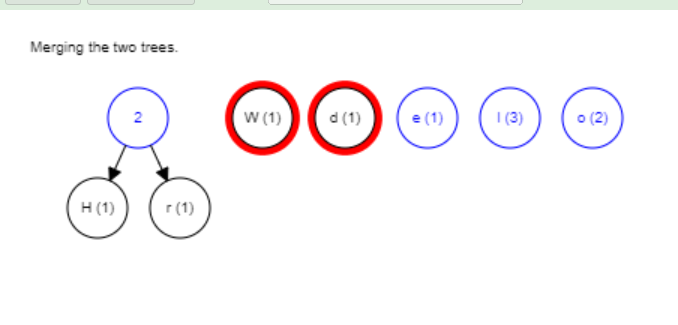 Merging the two trees.
2 W (1) d (1) e (1) l (3) o (2)
H (1) r (1)